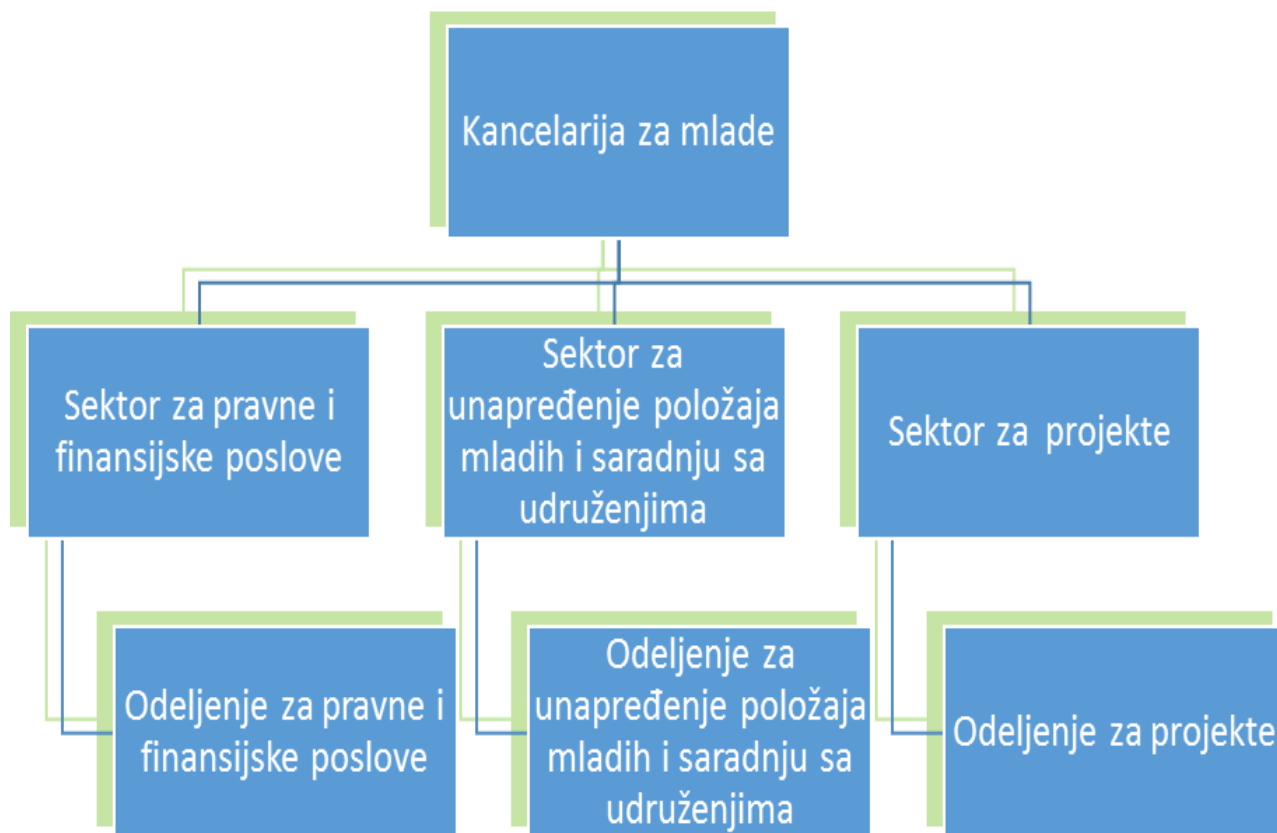 Kancelarija za mlade
Sektor za pravne i
finansijske poslove
Sektor za
unapređenje položaja
mladih i saradnju sa
udruženjima
Sektor za projekte
Odeljenje za pravne i
finansijske poslove
Odeljenje za
unapređenje položaja
mladih i saradnju sa
udruženjima
Odeljenje za projekte